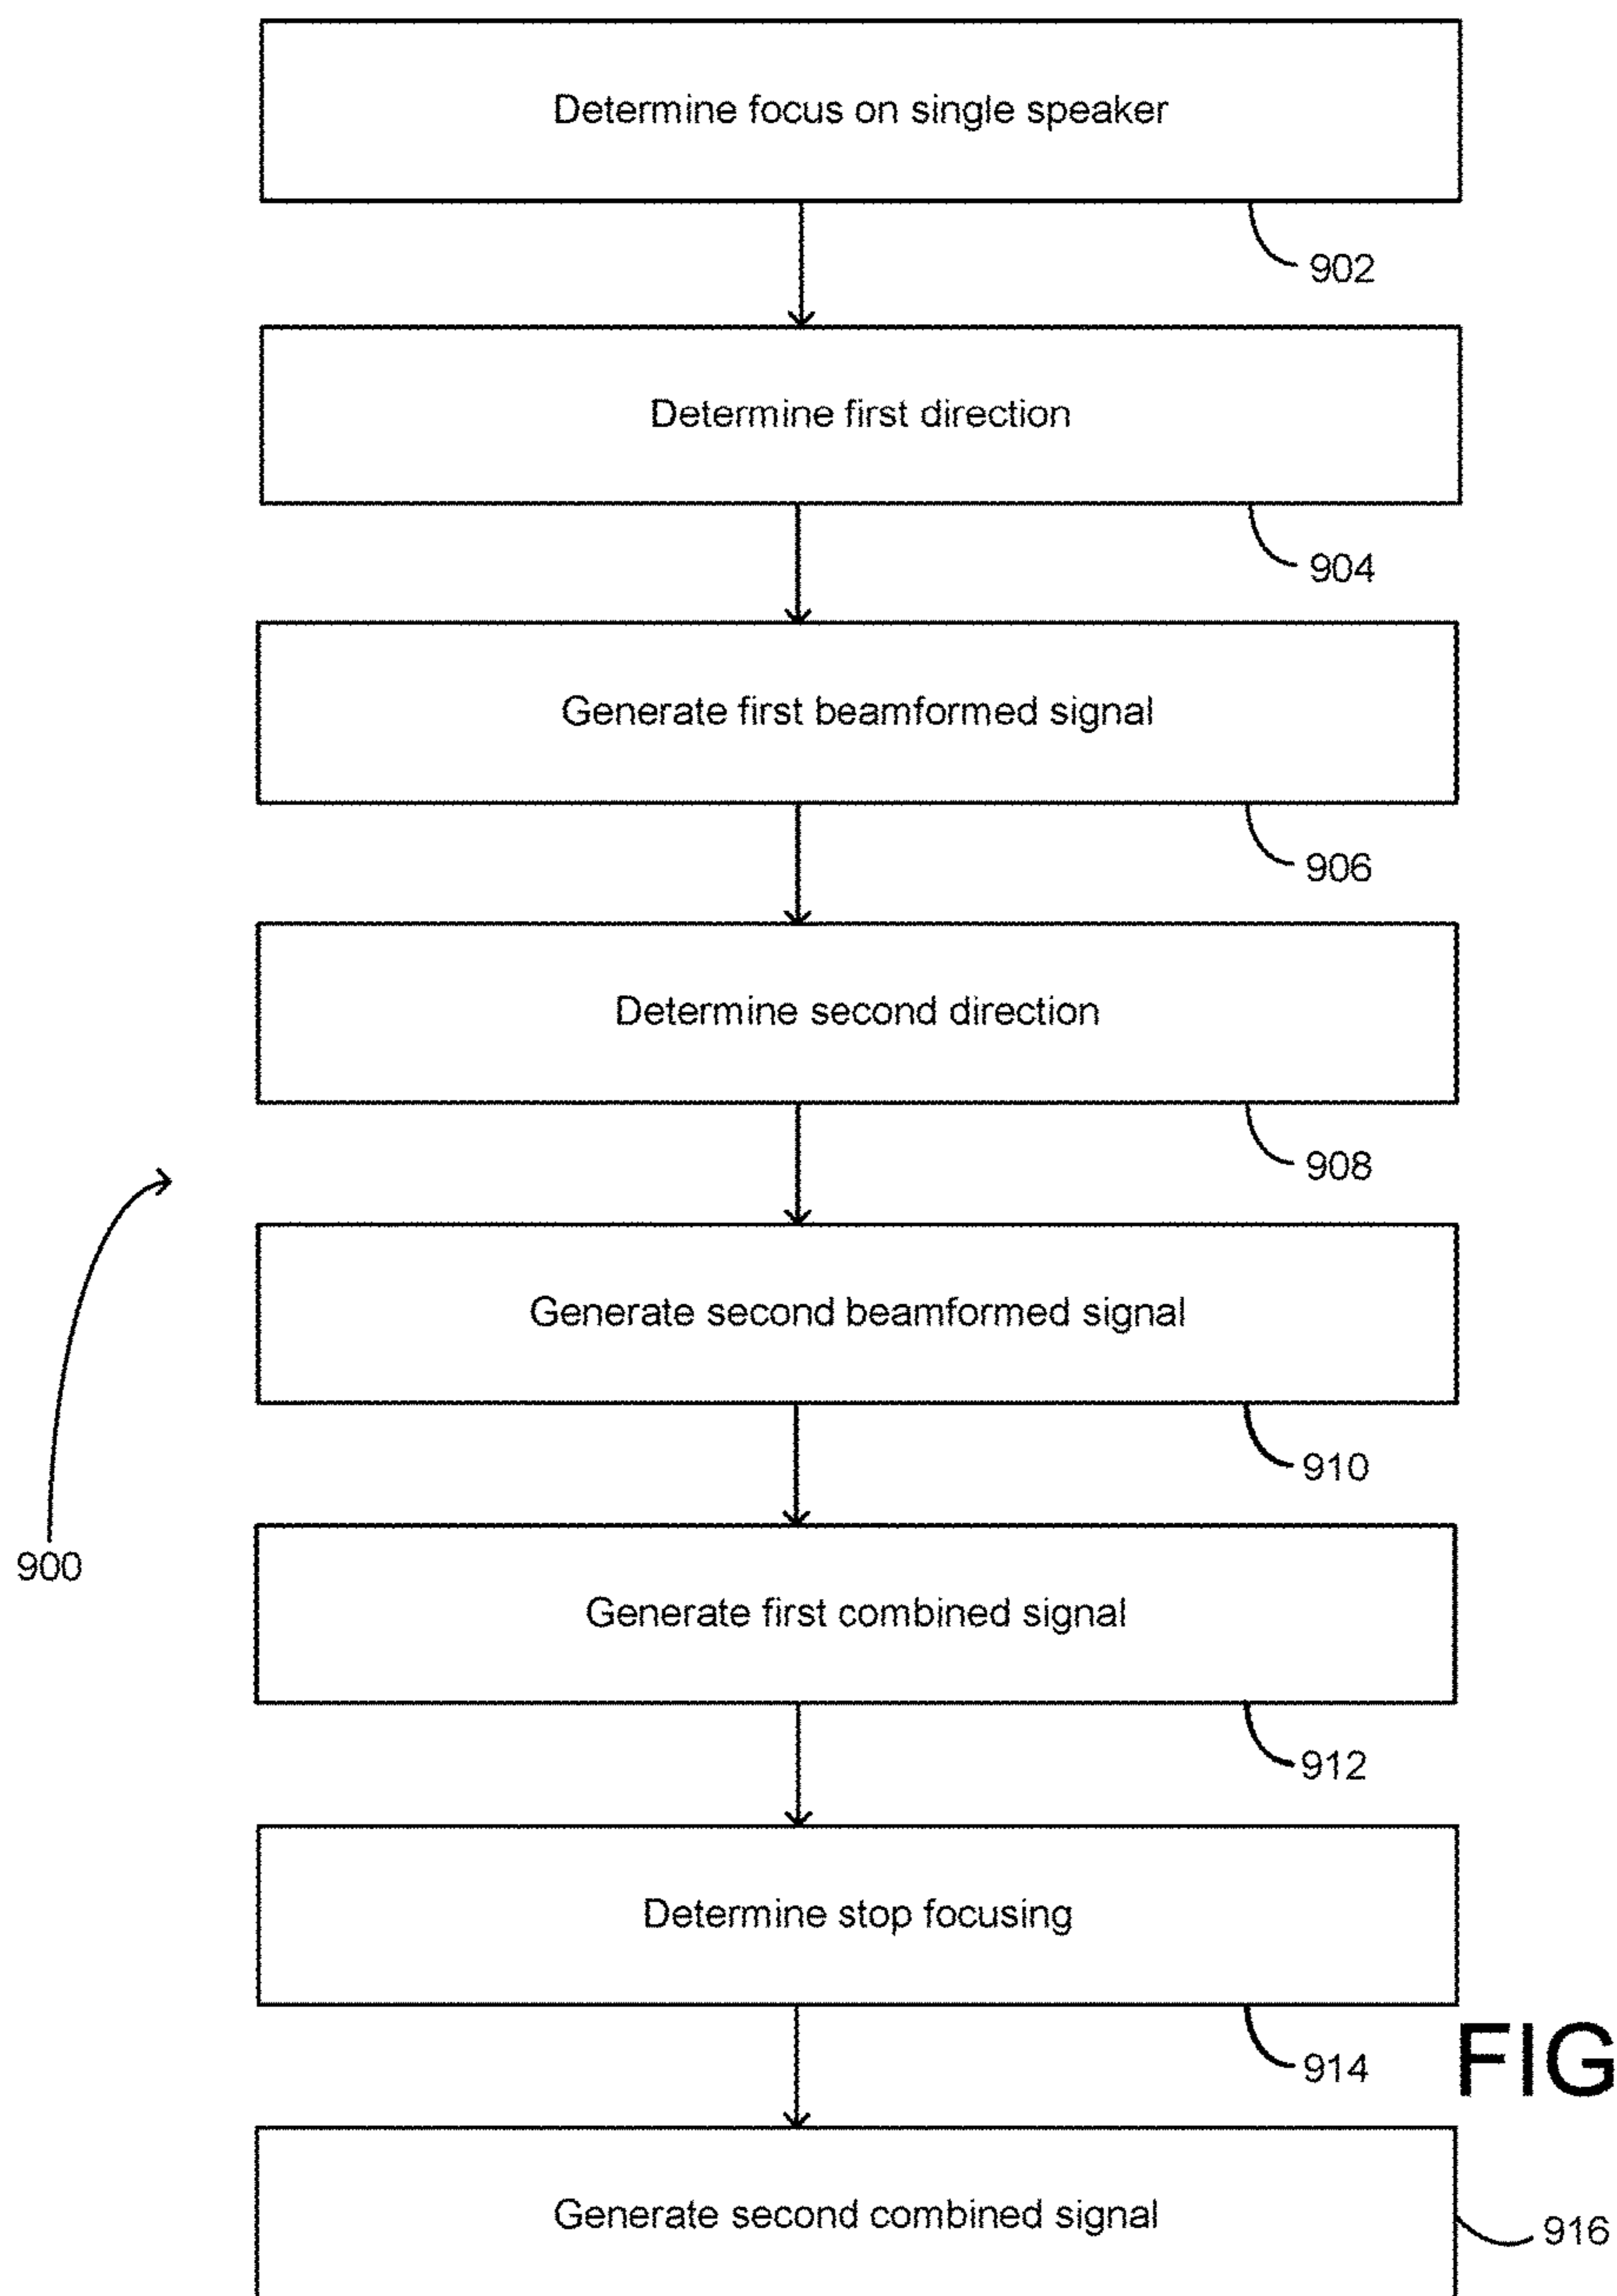 Determine focus on single speaker
902
Determine first direction
904
Generate first beamformed signal
906
Determine second direction
908
Generate second beamformed signal
910
900
Generate first combined signal
912
Determine stop focusing
914
FIG
Generate second combined signal
916